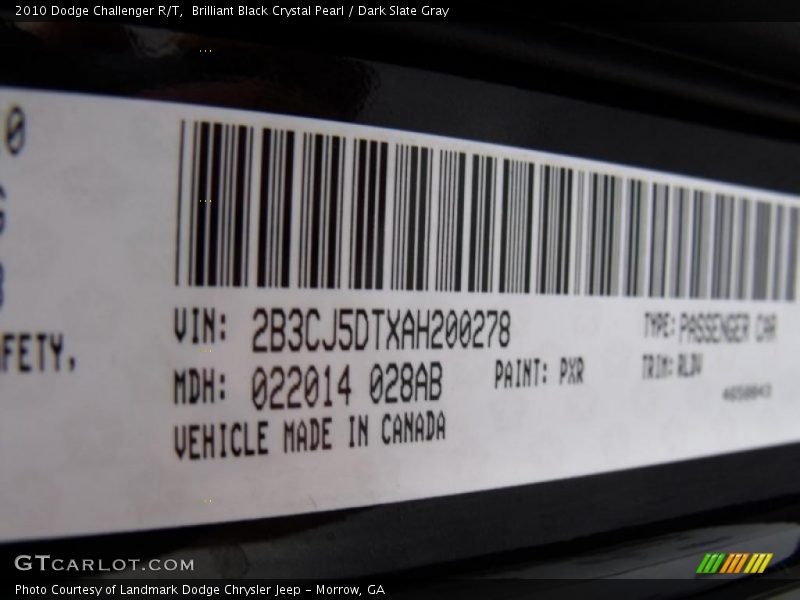 2010 Dodge Challenger R/T,  Brilliant Black Crystal Pearl / Dark Slate Gray
0
VIN: 2B3CJ5DTXAH200278 TYPE: PASSENGER CAR
FETY, MDH: 022014 028AB PAINT: PXR TRIM: RLDV
VEHICLE MADE IN CANADA
GTCARLOT.COM
Photo Courtesy of Landmark Dodge Chrysler Jeep - Morrow, GA